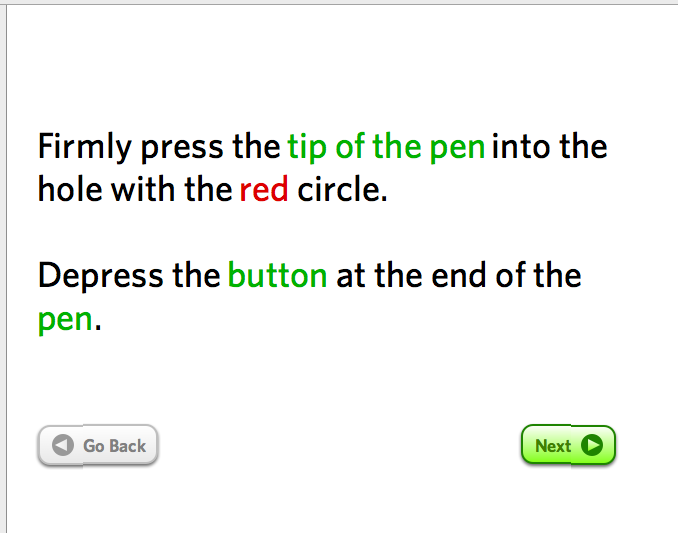 Firmly press the tip of the pen into the
hole with the red circle.
Depress the button at the end of the
pen.
Go Back
Next